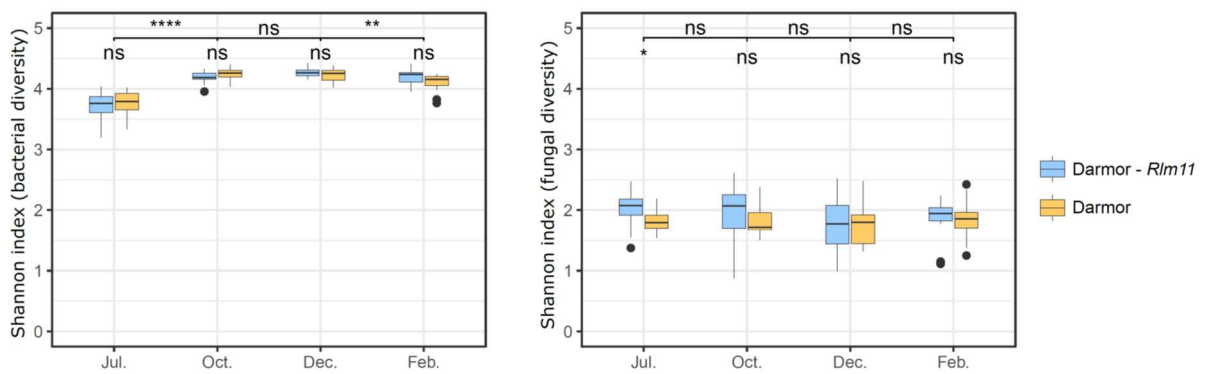 Shannon index (bacterial diversity)
5
4
3
2
1
0
**** ns **
ns ns ns ns
Jul. Oct. Dec. Feb.
Shannon index (fungal diversity)
5
4
3
2
1
0
ns ns ns
* ns ns ns
Jul. Oct. Dec. Feb.
Darmor - Rlm11
Darmor